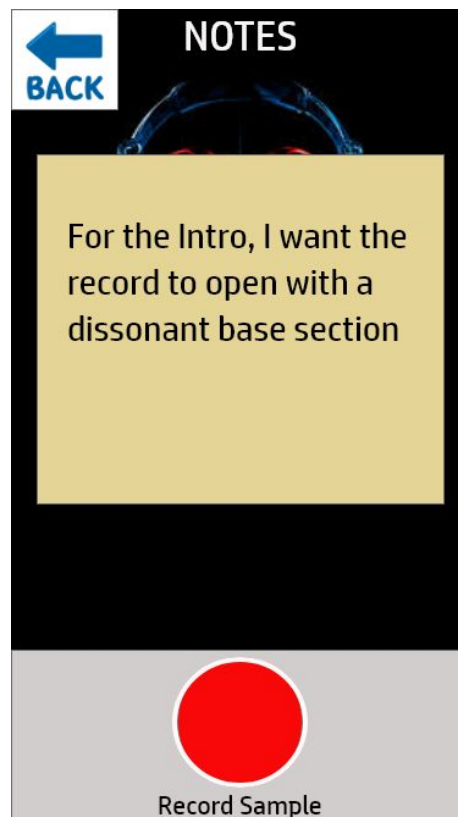 NOTES
BACK
For the Intro, I want the
record to open with a
dissonant base section
Record Sample